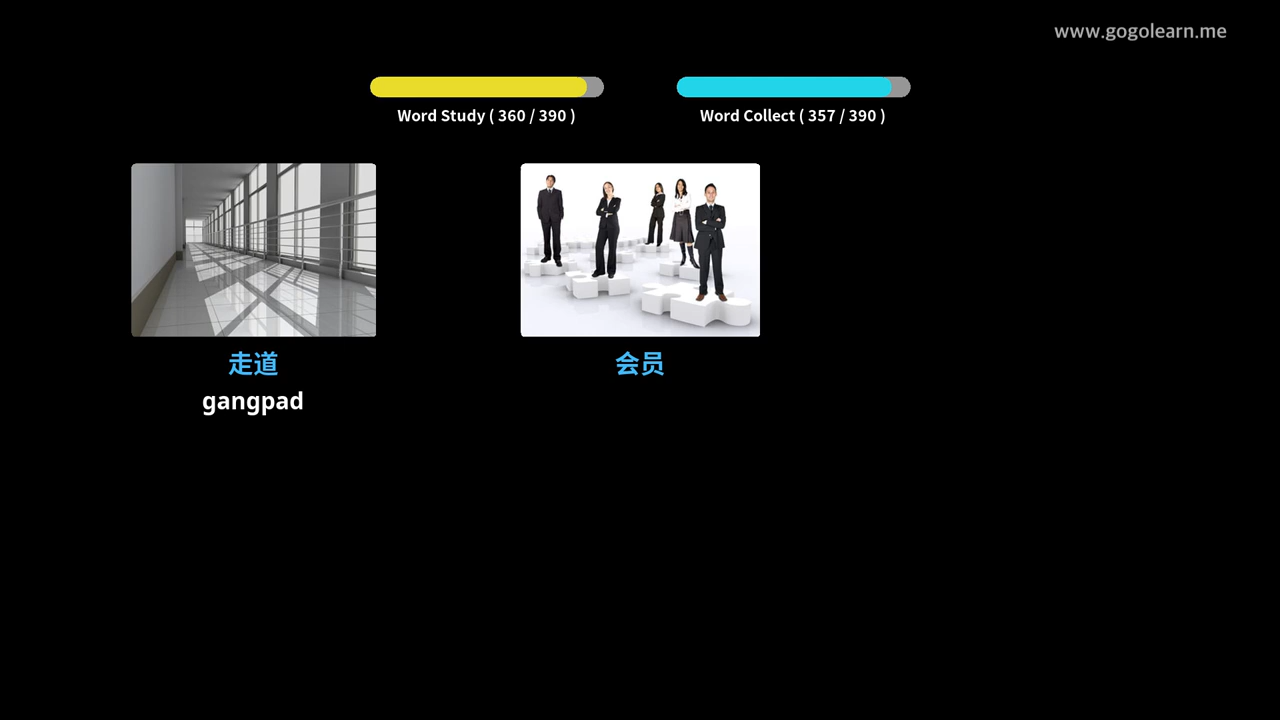 www.gogolearn.me
Word Study ( 360 / 390 )
Word Collect ( 357 / 390 )
走道
gangpad
会员